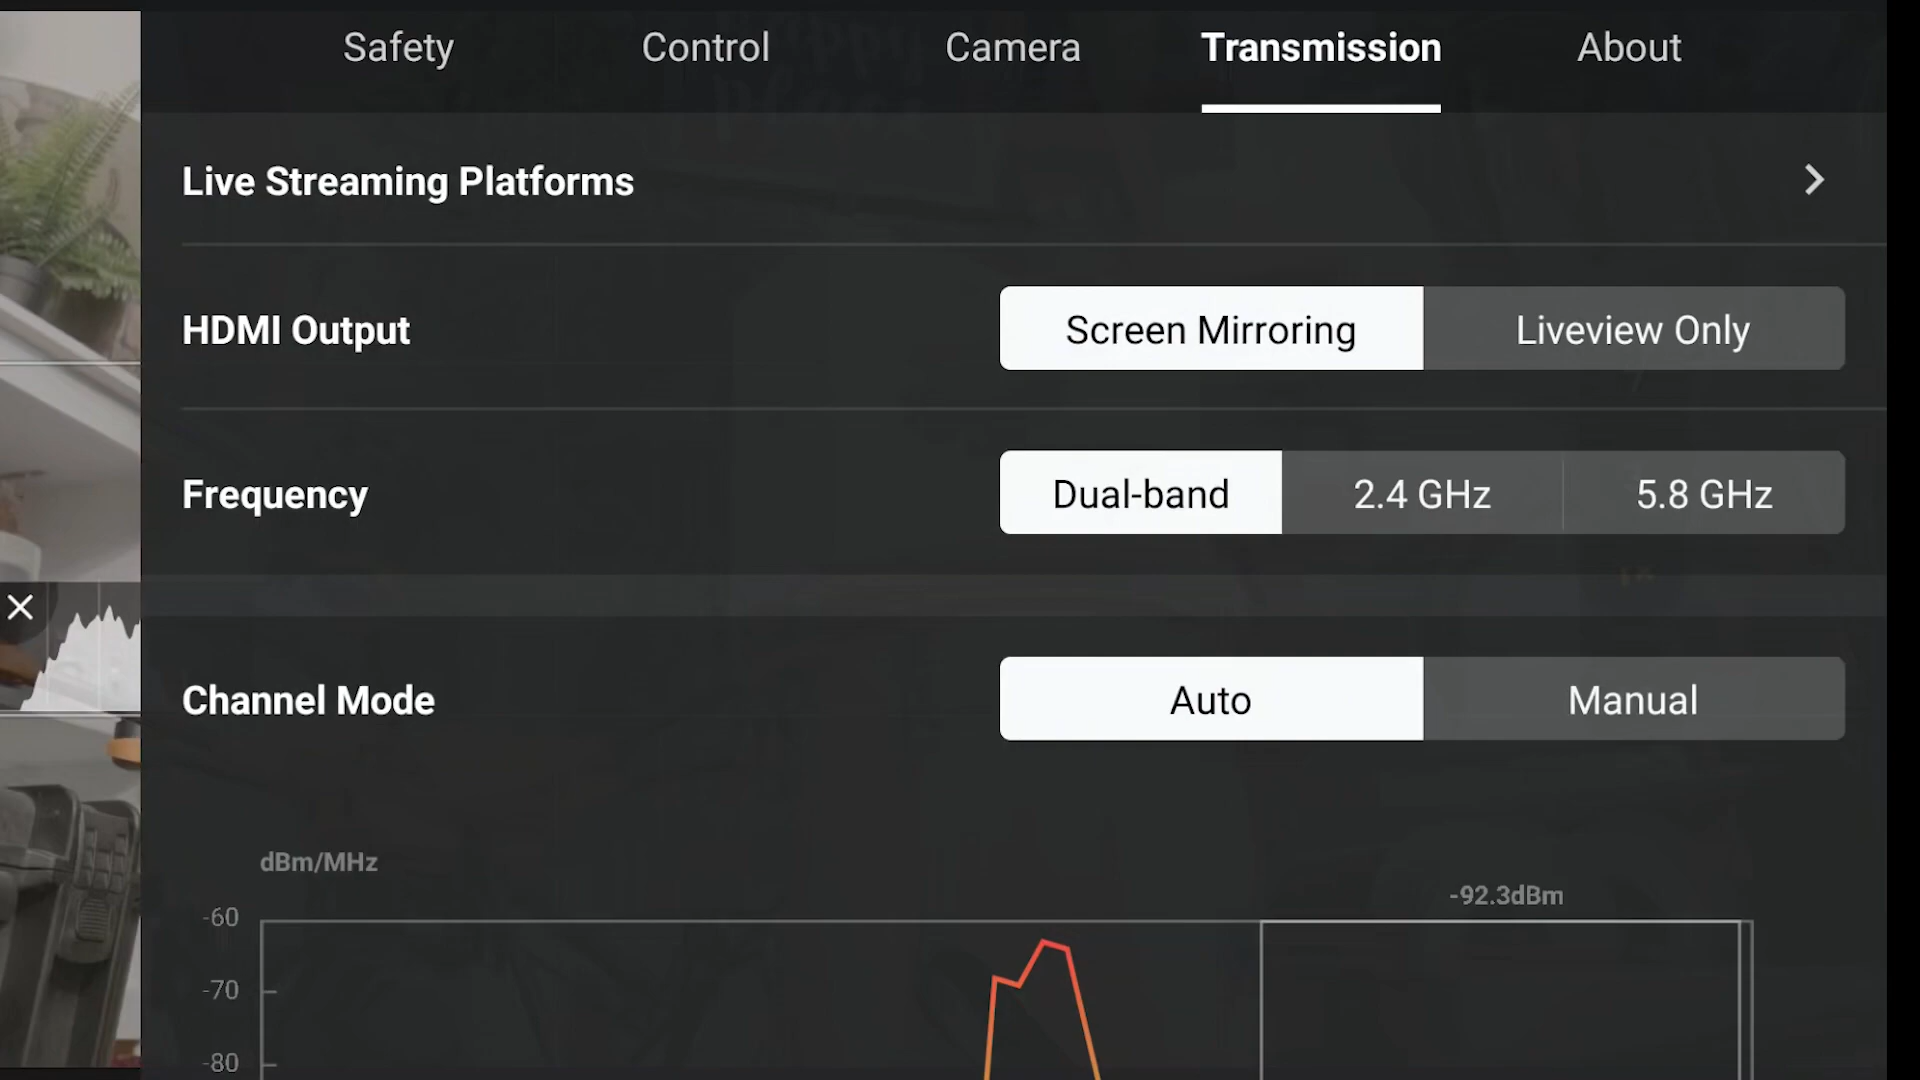 Safety Control Camera Transmission About
Live Streaming Platforms
HDMI Output Screen Mirroring Liveview Only
Frequency Dual-band 2.4 GHz 5.8 GHz
Channel Mode Auto Manual
dBm/MHz
-92.3dBm
-60
-70
-80